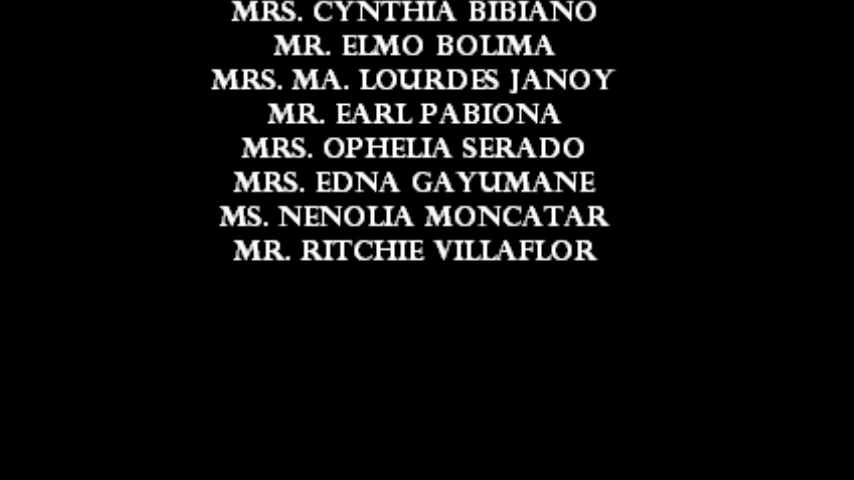 MRS. CYNTHIA BIBIANO
MR. ELMO BOLIMA
MRS. MA. LOURDES JANOY
MR. EARL PABIONA
MRS. OPHELIA SERADO
MRS. EDNA GAYUMANE
MS. NENOLIA MONCATAR
MR. RITCHIE VILLAFLOR